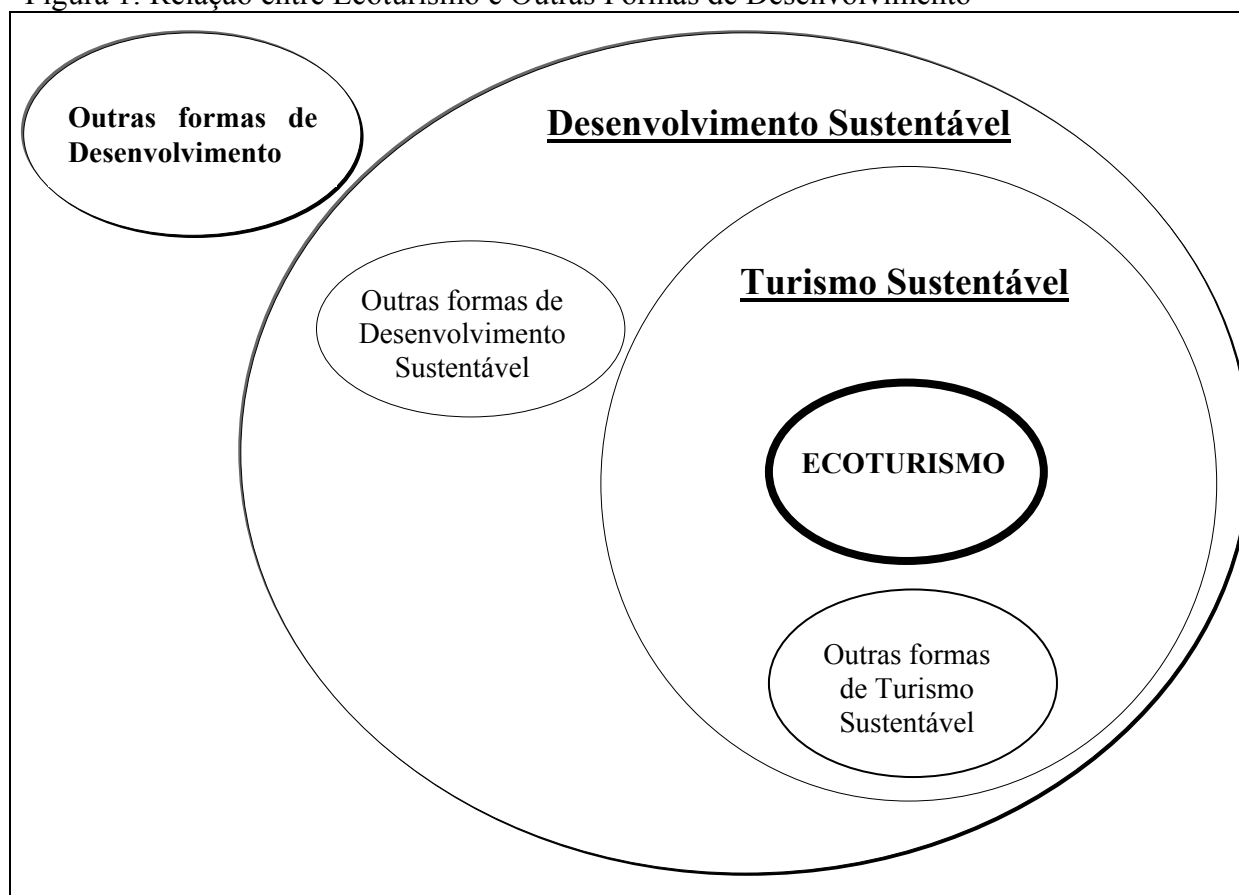 Figura 1: Relação entre Ecoturismo e Outras Formas de Desenvolvimento
Outras formas de
Desenvolvimento
Desenvolvimento Sustentável
Outras formas de
Desenvolvimento
Sustentável
Turismo Sustentável
ECOTURISMO
Outras formas
de Turismo
Sustentável